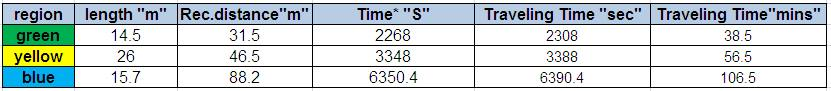 region length "m" Rec.distance"m" Time* "S" Traveling Time "sec" Traveling Time"mins"
green 14.5 31.5 2268 2308 38.5
yellow 26 46.5 3348 3388 56.5
blue 15.7 88.2 6350.4 6390.4 106.5